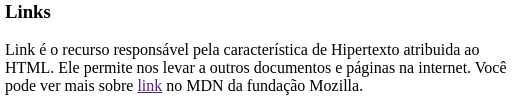 Links
Link é o recurso responsável pela característica de Hipertexto atribuida ao
HTML. Ele permite nos levar a outros documentos e páginas na internet. Você
pode ver mais sobre link no MDN da fundação Mozilla.